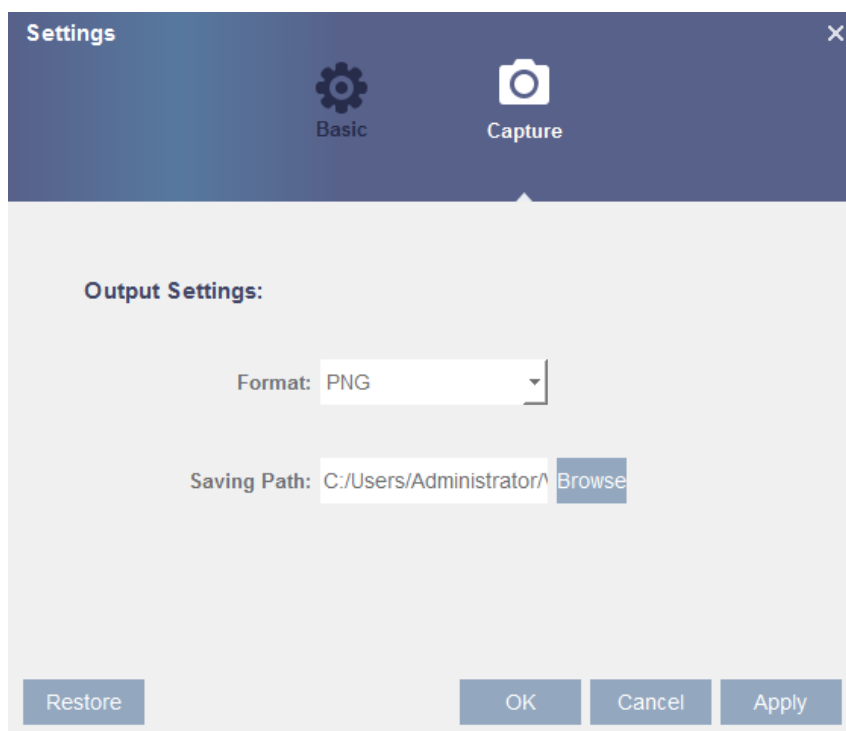 Settings
Basic
Capture
Output Settings:
Format: PNG
Saving Path: C:/Users/Administrator/ Browse
Restore OK Cancel Apply